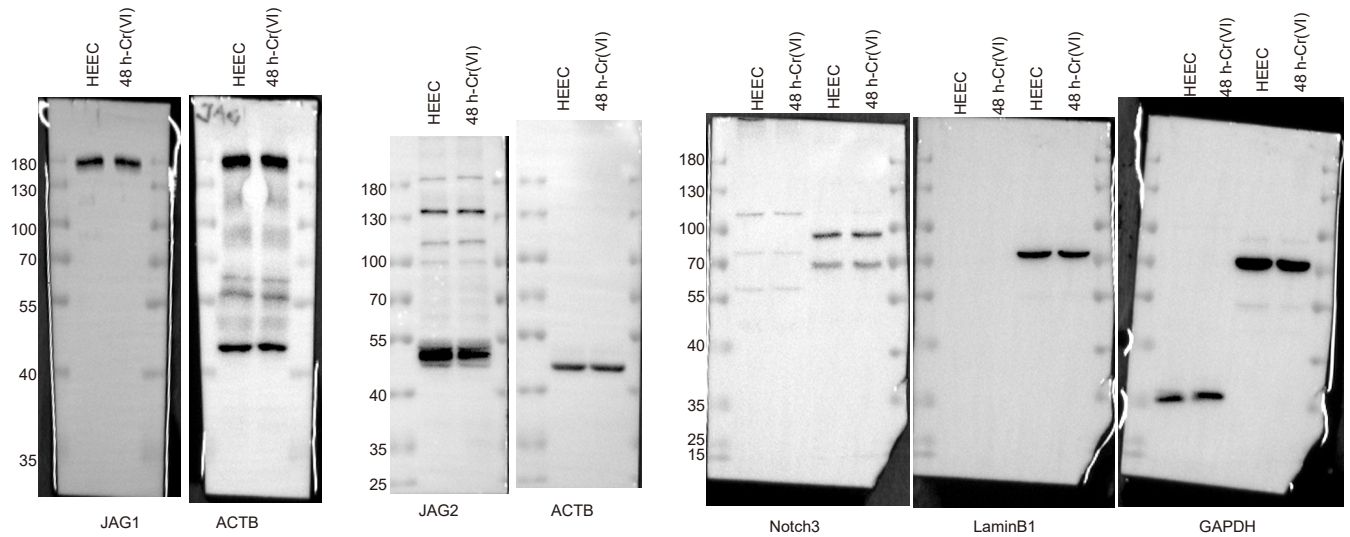 HEEC
48 h-Cr(VI)
HEEC
48 h-Cr(VI)
180
130
100
70
55
40
35
JAG1
ACTB
HEEC
48 h-Cr(VI)
HEEC
48 h-Cr(VI)
180
130
100
70
55
40
35
25
JAG2
ACTB
HEEC
48 h-Cr(VI)
HEEC
48 h-Cr(VI)
HEEC
48 h-Cr(VI)
HEEC
48 h-Cr(VI)
HEEC
48 h-Cr(VI)
HEEC
48 h-Cr(VI)
180
130
100
70
55
40
35
25
15
Notch3
LaminB1
GAPDH